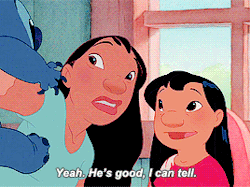 Yeah. He's good, I can tell.